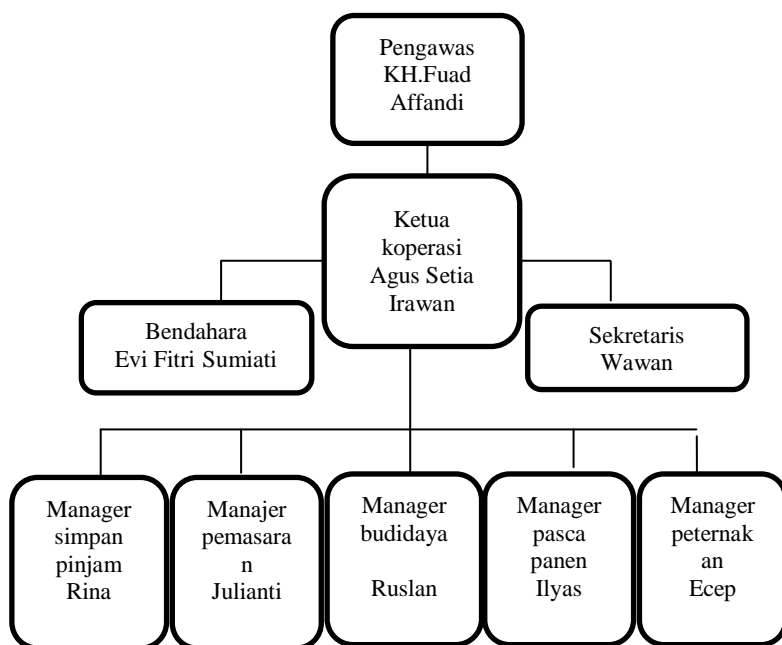 Pengawas
KH.Fuad
Affandi
Ketua
koperasi
Agus Setia
Irawan
Bendahara
Evi Fitri Sumiati
Sekretaris
Wawan
Manager
simpan
pinjam
Rina
Manajer
pemasara
n
Julianti
Manager
budidaya
Ruslan
Manager
pasca
panen
Ilyas
Manager
peternak
an
Ecep